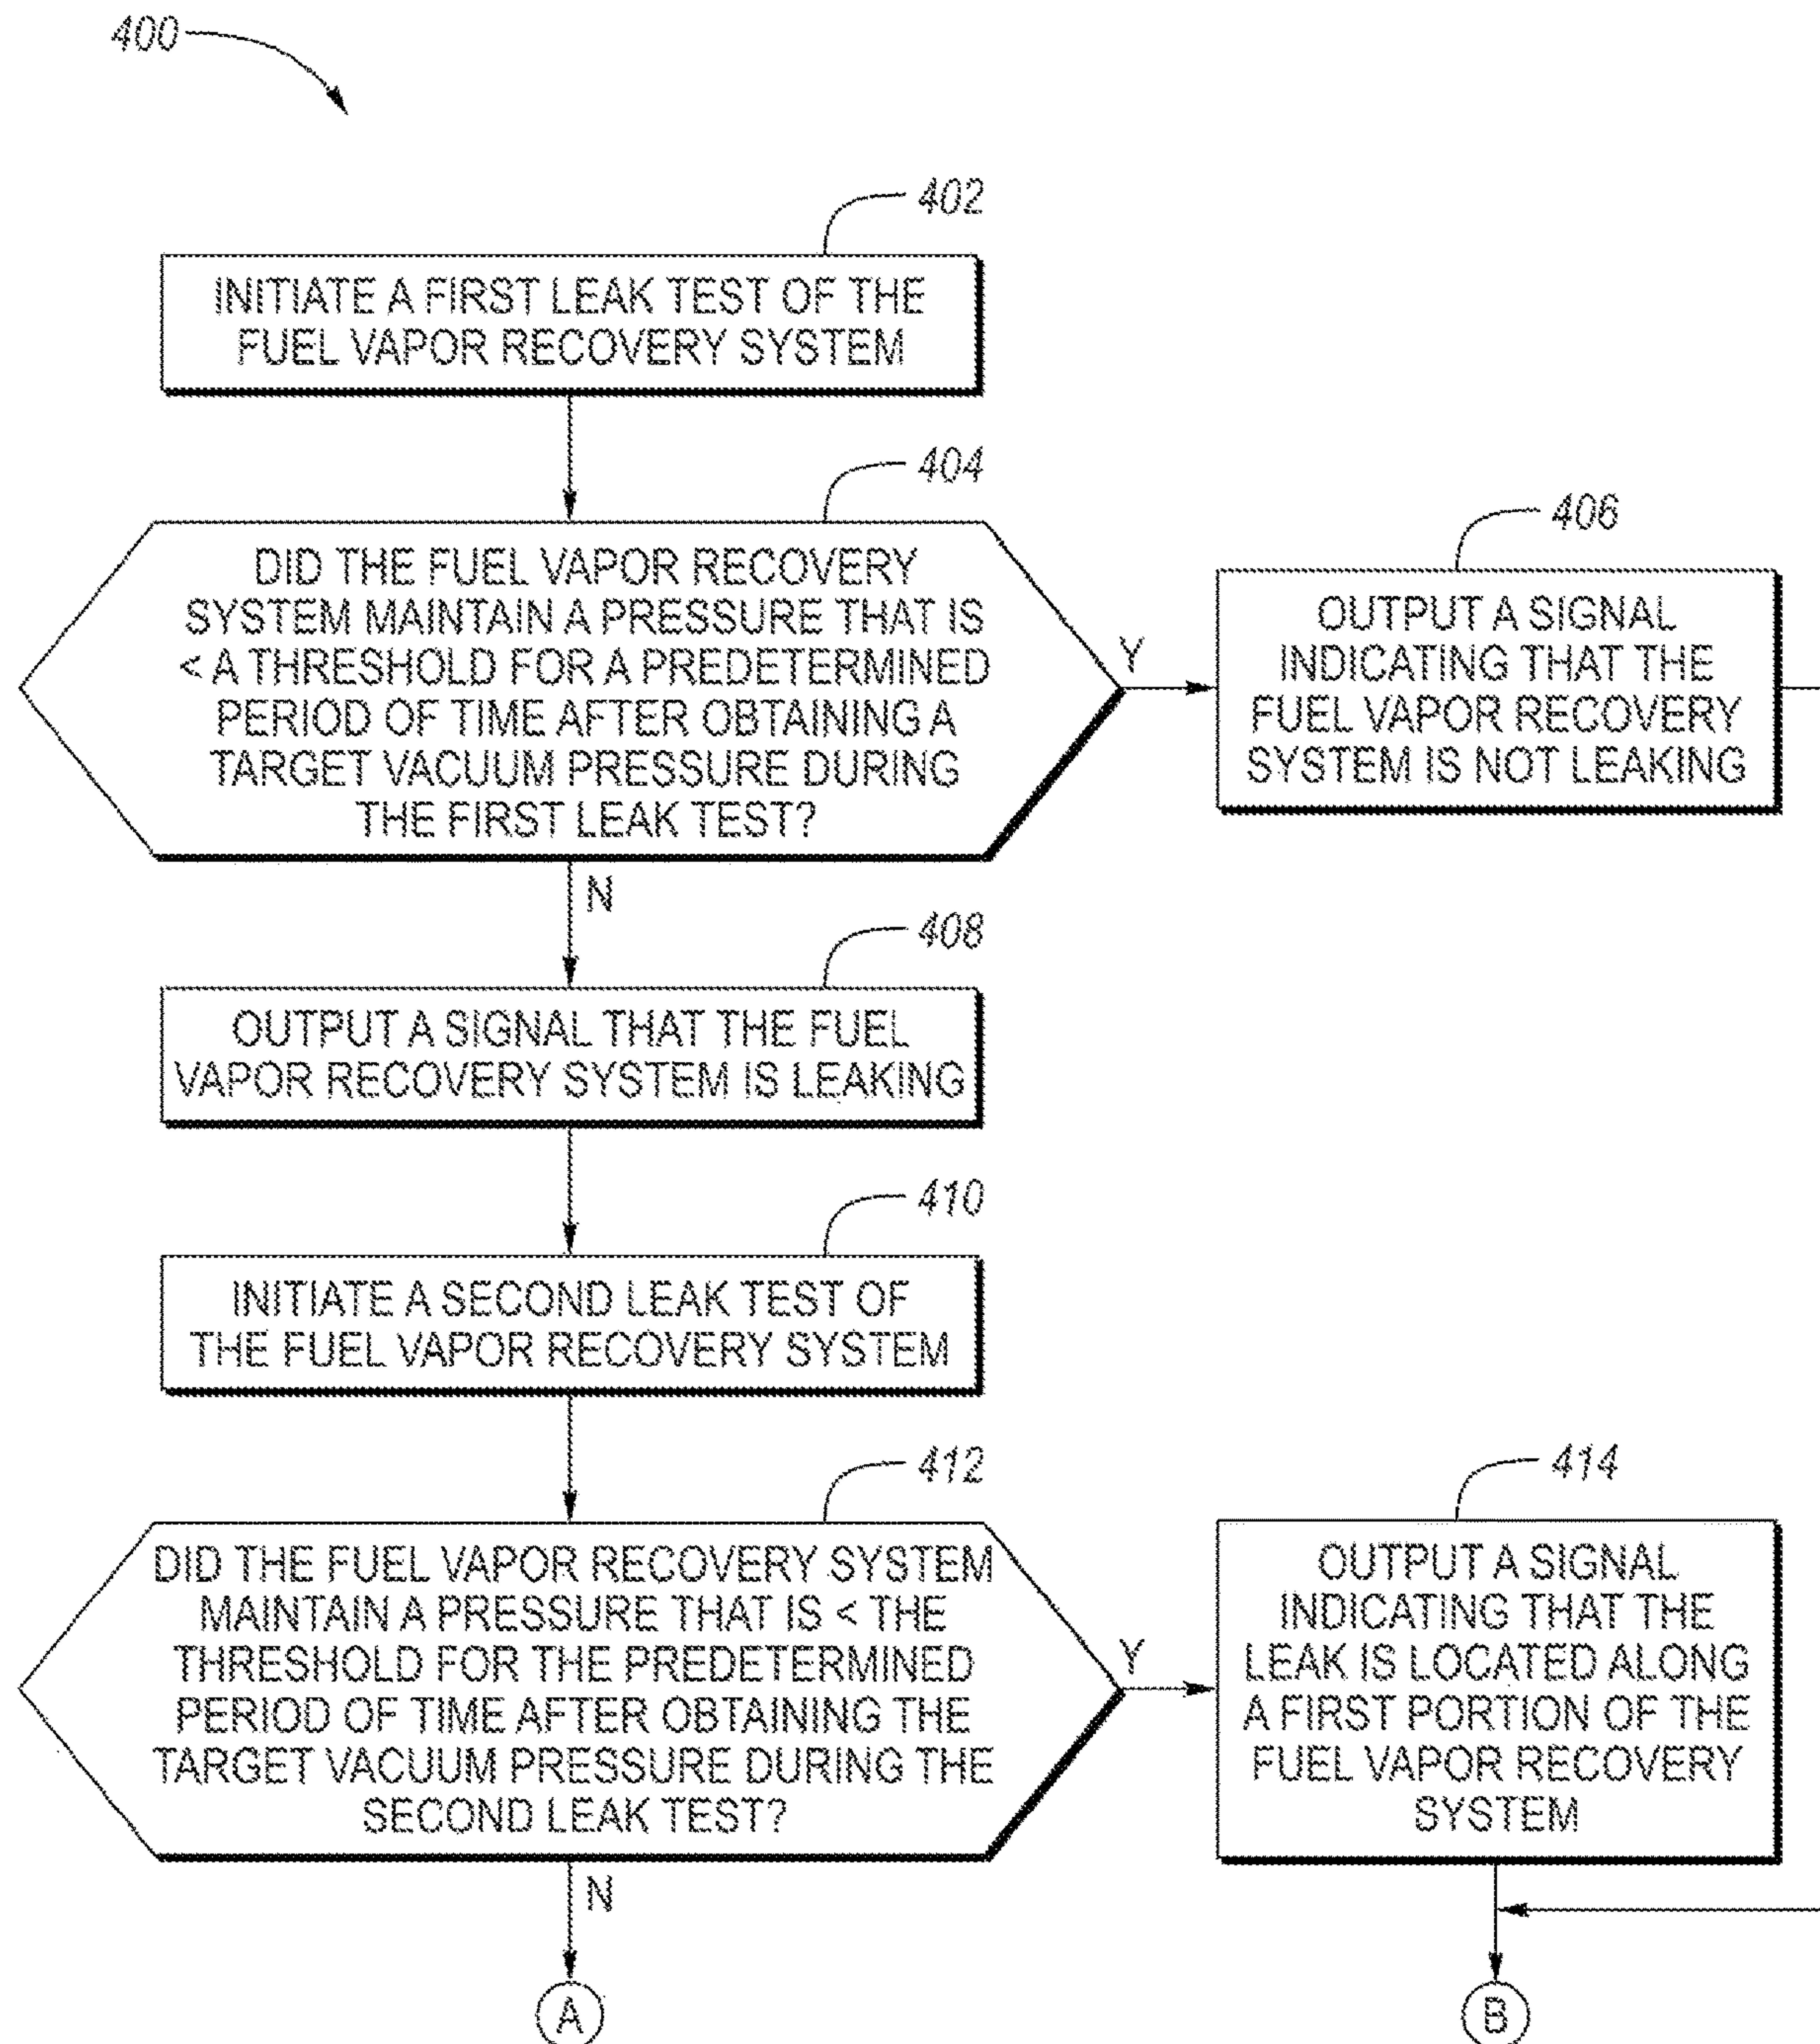 400
402
INITIATE A FIRST LEAK TEST OF THE
FUEL VAPOR RECOVERY SYSTEM
404
DID THE FUEL VAPOR RECOVERY
SYSTEM MAINTAIN A PRESSURE THAT IS
< A THRESHOLD FOR A PREDETERMINED
PERIOD OF TIME AFTER OBTAINING A
TARGET VACUUM PRESSURE DURING
THE FIRST LEAK TEST?
Y
406
OUTPUT A SIGNAL
INDICATING THAT THE
FUEL VAPOR RECOVERY
SYSTEM IS NOT LEAKING
N
408
OUTPUT A SIGNAL THAT THE FUEL
VAPOR RECOVERY SYSTEM IS LEAKING
410
INITIATE A SECOND LEAK TEST OF
THE FUEL VAPOR RECOVERY SYSTEM
412
DID THE FUEL VAPOR RECOVERY SYSTEM
MAINTAIN A PRESSURE THAT IS < THE
THRESHOLD FOR THE PREDETERMINED
PERIOD OF TIME AFTER OBTAINING THE
TARGET VACUUM PRESSURE DURING THE
SECOND LEAK TEST?
Y
414
OUTPUT A SIGNAL
INDICATING THAT THE
LEAK IS LOCATED ALONG
A FIRST PORTION OF THE
FUEL VAPOR RECOVERY
SYSTEM
N
A
B